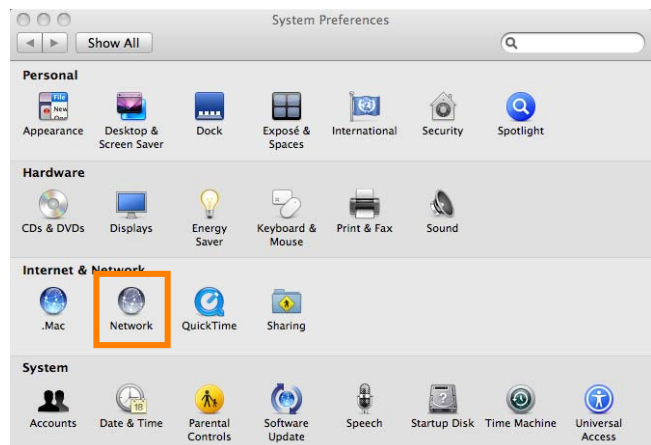 System Preferences
Show All
Personal
File
New
Appearance
Desktop &
Screen Saver
Dock
Exposé &
Spaces
International
Security
Spotlight
Hardware
CDs & DVDs
Displays
Energy
Saver
Keyboard &
Mouse
Print & Fax
Sound
Internet & Network
.Mac
Network
QuickTime
Sharing
System
18
Accounts
Date & Time
Parental
Controls
Software
Update
Speech
?
Startup Disk
Time Machine
Universal
Access